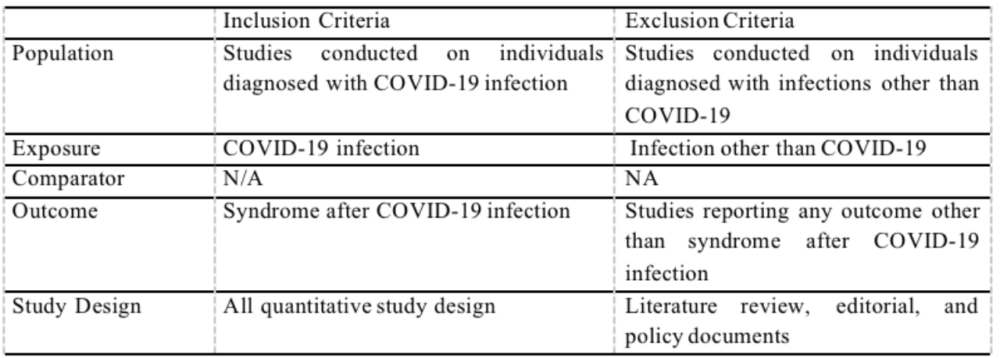 Inclusion Criteria Exclusion Criteria
Population Studies conducted on individuals Studies conducted on individuals
diagnosed with COVID-19 infection diagnosed with infections other than
COVID-19
Exposure COVID-19 infection Infection other than COVID-19
Comparator N/A NA
Outcome Syndrome after COVID-19 infection Studies reporting any outcome other
than syndrome after COVID-19
infection
Study Design All quantitative study design Literature review, editorial, and
policy documents